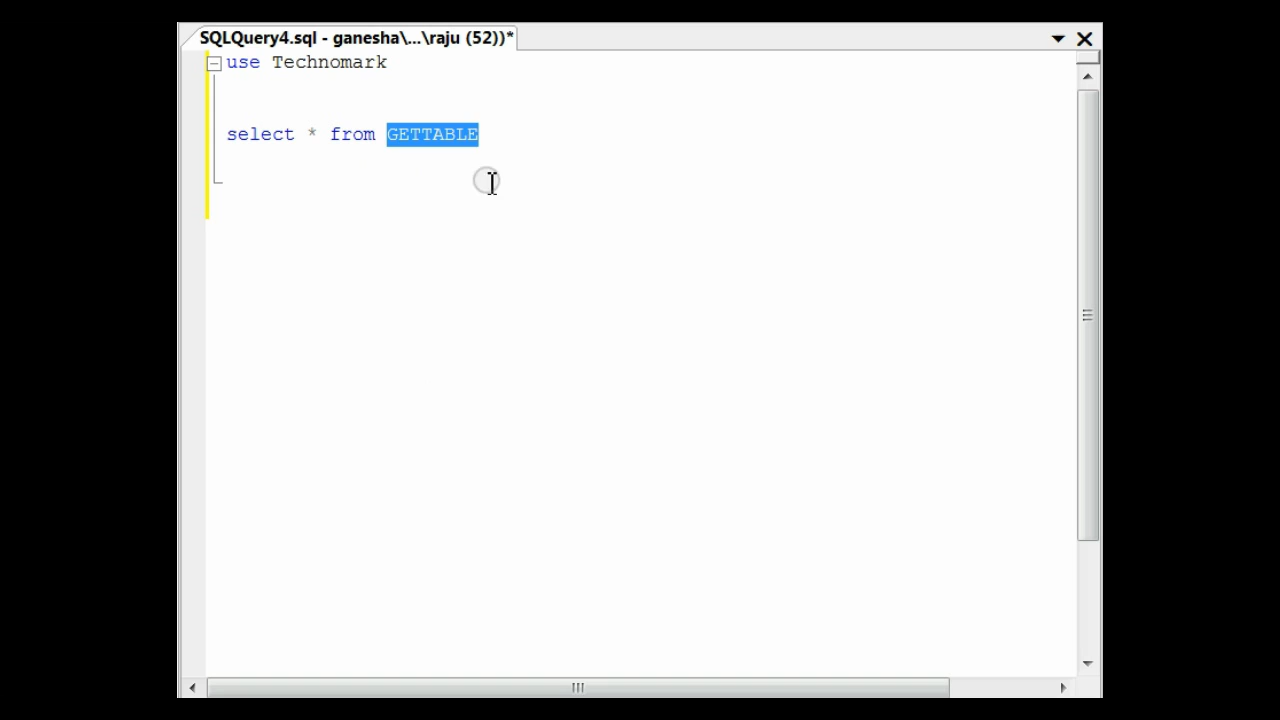 SQLQuery4.sql - ganesha\...\raju (52))*
use Technomark
select * from GETTABLE